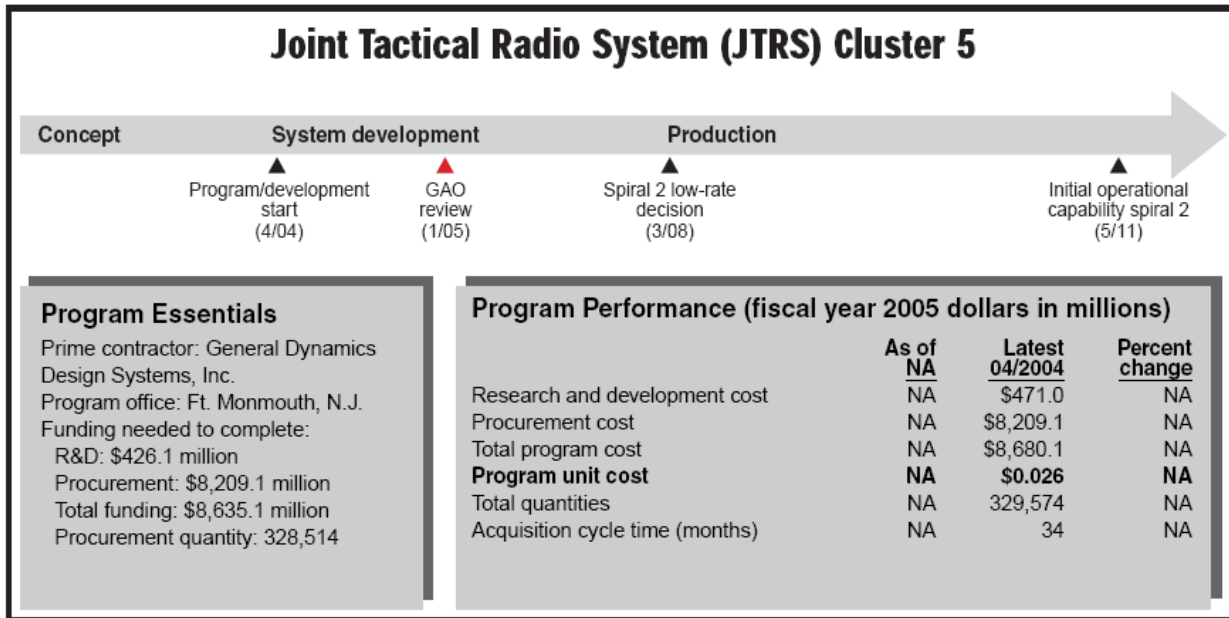 Joint Tactical Radio System (JTRS) Cluster 5
Concept
System development
Production
Program/development
start
(4/04)
GAO
review
(1/05)
Spiral 2 low-rate
decision
(3/08)
Initial operational
capability spiral 2
(5/11)
Program Essentials
Prime contractor: General Dynamics
Design Systems, Inc.
Program office: Ft. Monmouth, N.J.
Funding needed to complete:
R&D: $426.1 million
Procurement: $8,209.1 million
Total funding: $8,635.1 million
Procurement quantity: 328,514
Program Performance (fiscal year 2005 dollars in millions)
As of Latest Percent
NA 04/2004 change
Research and development cost NA $471.0 NA
Procurement cost NA $8,209.1 NA
Total program cost NA $8,680.1 NA
Program unit cost NA $0.026 NA
Total quantities NA 329,574 NA
Acquisition cycle time (months) NA 34 NA